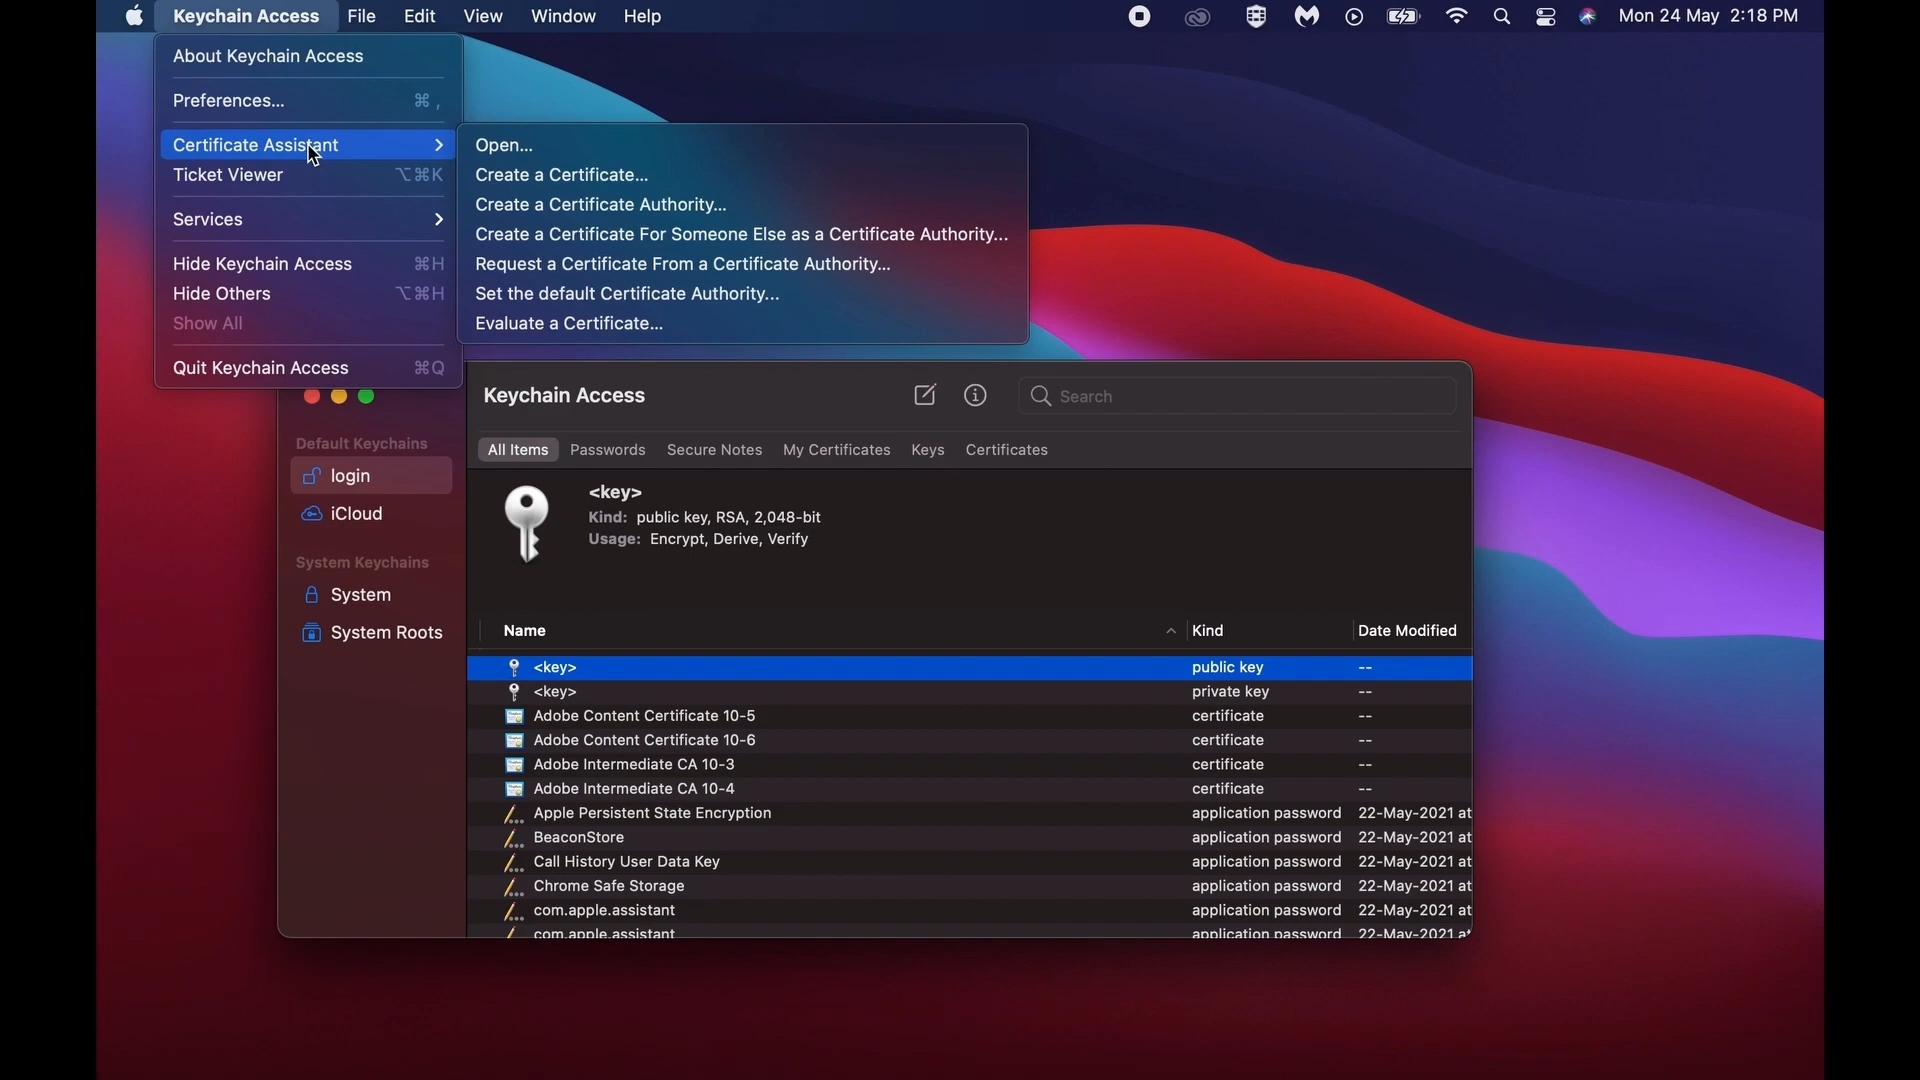 Keychain Access File Edit View Window Help Mon 24 May 2:18 PM
About Keychain Access
Preferences... ⌘ ,
Certificate Assistant >
Ticket Viewer ⌥⌘K
Services >
Hide Keychain Access ⌘H
Hide Others ⌥⌘H
Show All
Quit Keychain Access ⌘Q
Open...
Create a Certificate...
Create a Certificate Authority...
Create a Certificate For Someone Else as a Certificate Authority...
Request a Certificate From a Certificate Authority...
Set the default Certificate Authority...
Evaluate a Certificate...
Default Keychains
login
iCloud
System Keychains
System
System Roots
Keychain Access Search
All Items Passwords Secure Notes My Certificates Keys Certificates
<key>
Kind: public key, RSA, 2,048-bit
Usage: Encrypt, Derive, Verify
Name Kind Date Modified
<key> public key --
<key> private key --
Adobe Content Certificate 10-5 certificate --
Adobe Content Certificate 10-6 certificate --
Adobe Intermediate CA 10-3 certificate --
Adobe Intermediate CA 10-4 certificate --
Apple Persistent State Encryption application password 22-May-2021 at
BeaconStore application password 22-May-2021 at
Call History User Data Key application password 22-May-2021 at
Chrome Safe Storage application password 22-May-2021 at
com.apple.assistant application password 22-May-2021 at
com.apple.assistant application password 22-May-2021 at